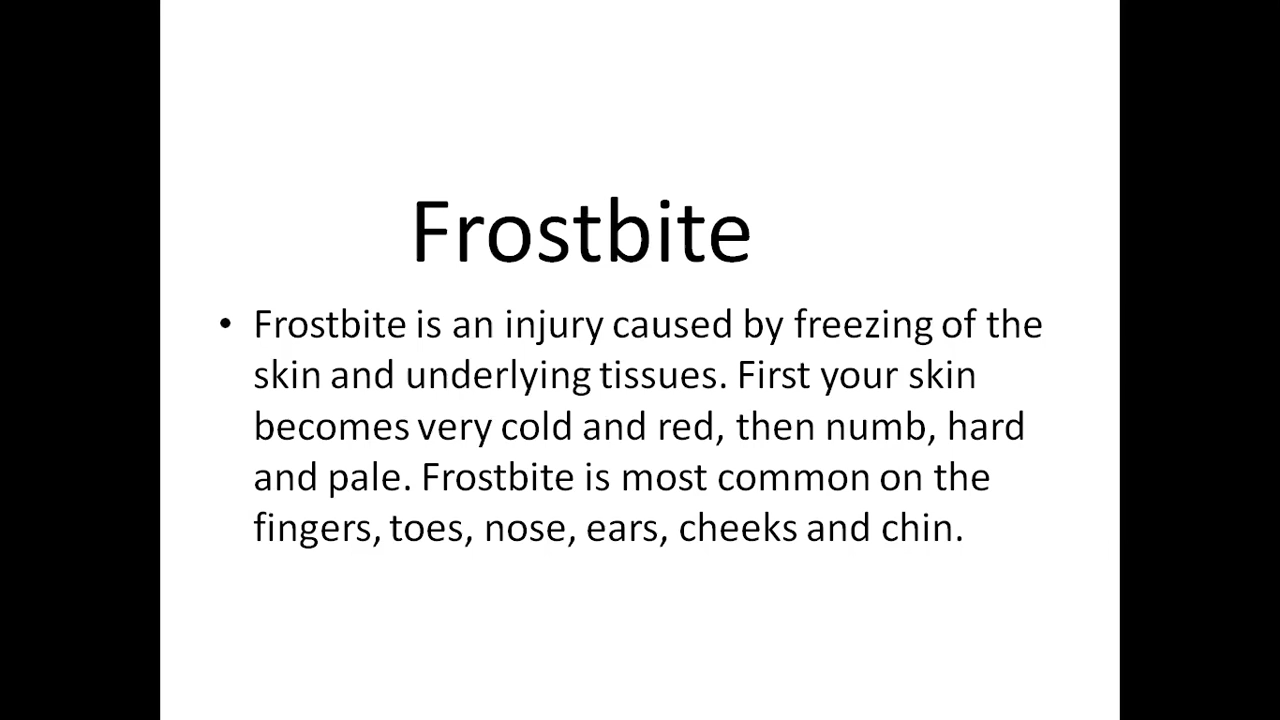 Frostbite
• Frostbite is an injury caused by freezing of the
skin and underlying tissues. First your skin
becomes very cold and red, then numb, hard
and pale. Frostbite is most common on the
fingers, toes, nose, ears, cheeks and chin.